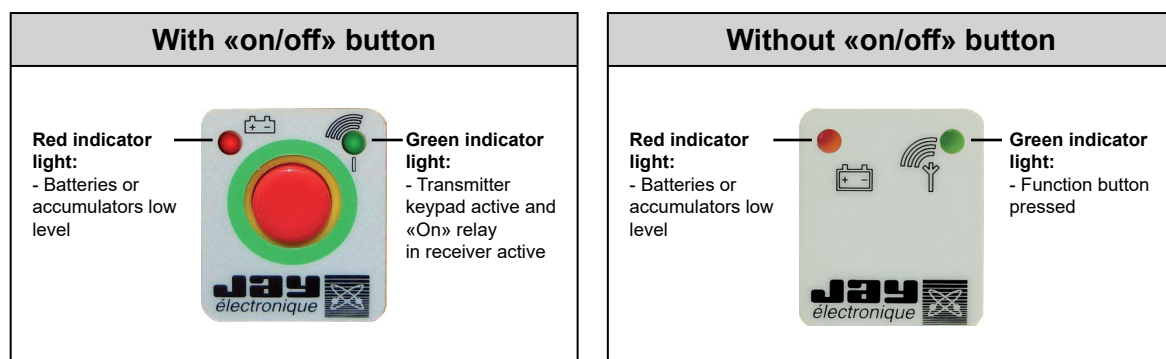 With «on/off» button
Red indicator
light:
- Batteries or
accumulators low
level
Green indicator
light:
- Transmitter
keypad active and
«On» relay
in receiver active
Jay
électronique
Without «on/off» button
Red indicator
light:
- Batteries or
accumulators low
level
Green indicator
light:
- Function button
pressed
Jay
électronique